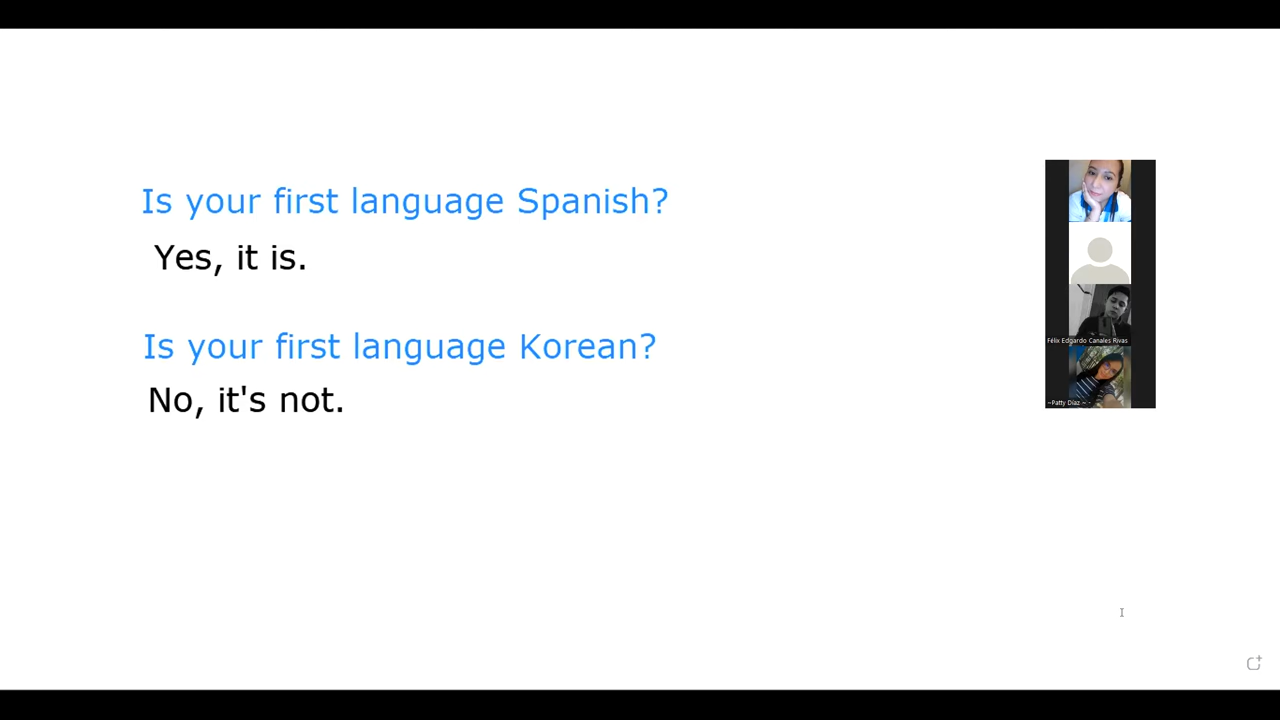 Is your first language Spanish?
Yes, it is.
Is your first language Korean?
No, it's not.
Félix Edgardo Canales Rivas
~Patty Díaz ~ -